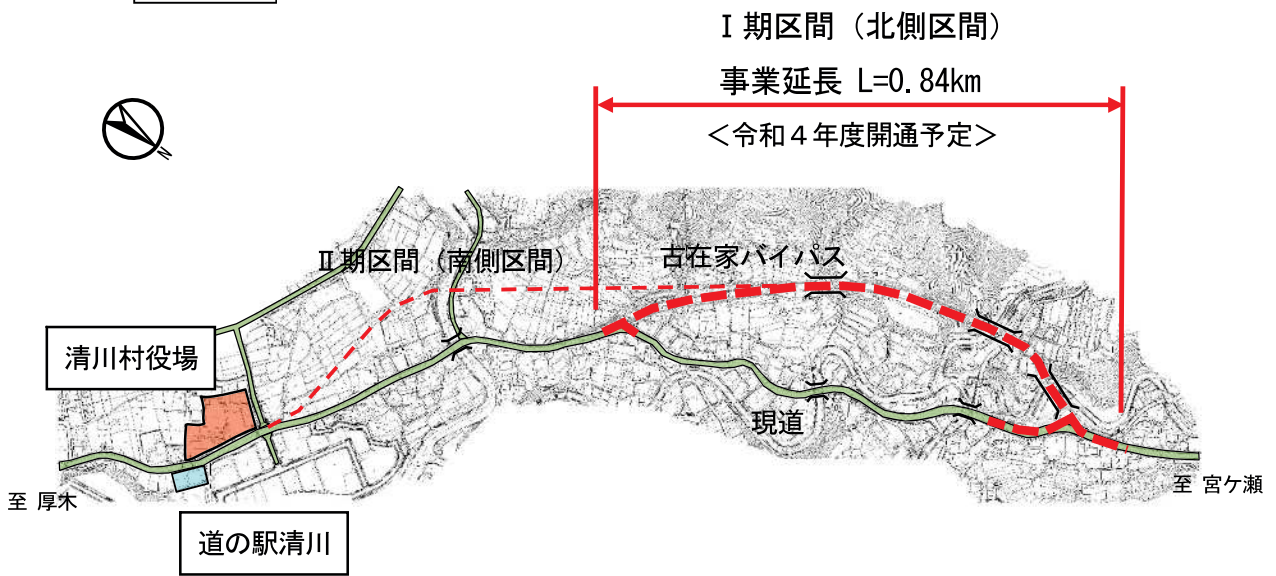 Ⅰ期区間（北側区間）
事業延長 L=0.84km
＜令和４年度開通予定＞
N
Ⅱ期区間（南側区間）
古在家バイパス
清川村役場
現道
至 厚木
至 宮ケ瀬
道の駅清川